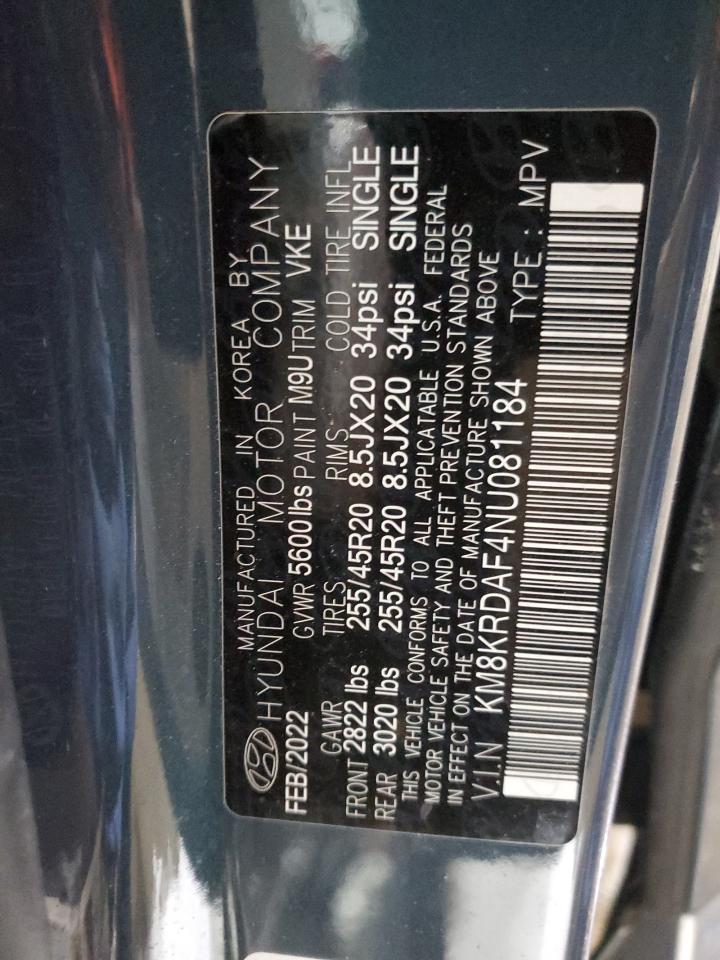 MANUFACTURED IN KOREA BY
HYUNDAI MOTOR COMPANY
FEB/2022 GVWR 5600 lbs PAINT M9U TRIM VKE
GAWR TIRES RIMS COLD TIRE INFL
FRONT 2822 lbs 255/45R20 8.5JX20 34psi SINGLE
REAR 3020 lbs 255/45R20 8.5JX20 34psi SINGLE
THIS VEHICLE CONFORMS TO ALL APPLICATABLE U.S.A. FEDERAL
MOTOR VEHICLE SAFETY AND THEFT PREVENTION STANDARDS
IN EFFECT ON THE DATE OF MANUFACTURE SHOWN ABOVE
VIN KM8KRDAF4NU081184 TYPE : MPV